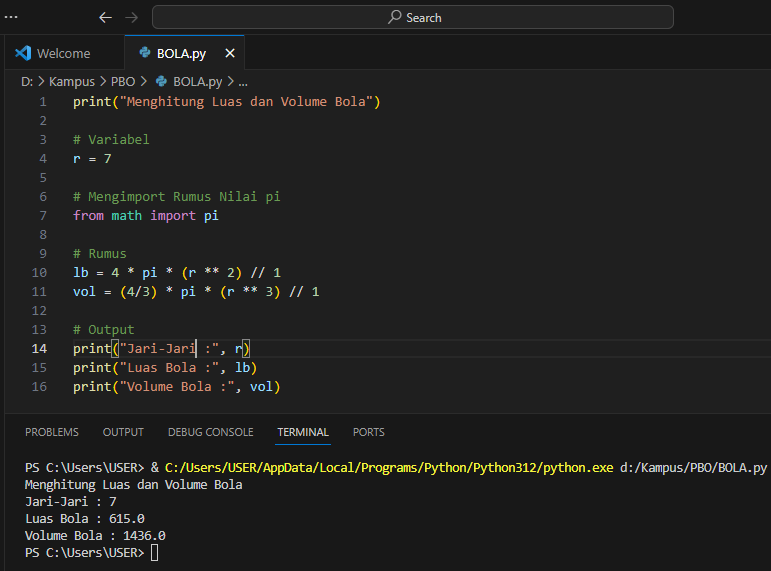 ... Search
Welcome BOLA.py
D: > Kampus > PBO > BOLA.py > ...
1 print("Menghitung Luas dan Volume Bola")
2
3 # Variabel
4 r = 7
5
6 # Mengimport Rumus Nilai pi
7 from math import pi
8
9 # Rumus
10 lb = 4 * pi * (r ** 2) // 1
11 vol = (4/3) * pi * (r ** 3) // 1
12
13 # Output
14 print("Jari-Jari :", r)
15 print("Luas Bola :", lb)
16 print("Volume Bola :", vol)
PROBLEMS OUTPUT DEBUG CONSOLE TERMINAL PORTS
PS C:\Users\USER> & C:/Users/USER/AppData/Local/Programs/Python/Python312/python.exe d:/Kampus/PBO/BOLA.py
Menghitung Luas dan Volume Bola
Jari-Jari : 7
Luas Bola : 615.0
Volume Bola : 1436.0
PS C:\Users\USER>